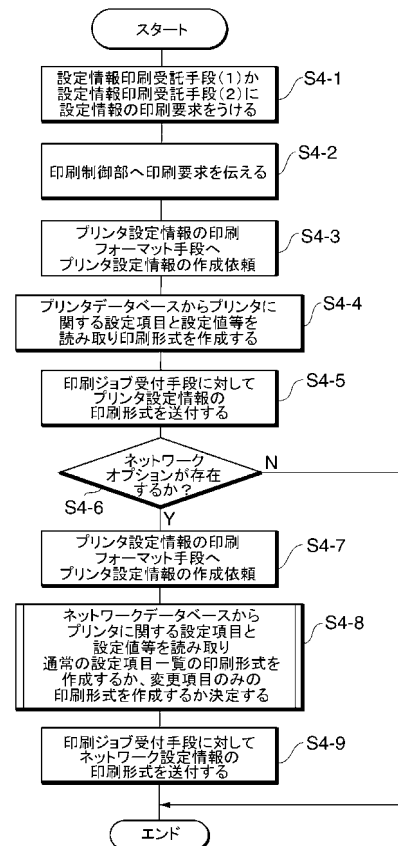 スタート
設定情報印刷受託手段(1)か
設定情報印刷受託手段(2)に
設定情報の印刷要求をうける
S4-1
印刷制御部へ印刷要求を伝える
S4-2
プリンタ設定情報の印刷
フォーマット手段へ
プリンタ設定情報の作成依頼
S4-3
プリンタデータベースからプリンタに
関する設定項目と設定値等を
読み取り印刷形式を作成する
S4-4
印刷ジョブ受付手段に対して
プリンタ設定情報の
印刷形式を送付する
S4-5
ネットワーク
オプションが存在
するか?
S4-6
N
Y
プリンタ設定情報の印刷
フォーマット手段へ
プリンタ設定情報の作成依頼
S4-7
ネットワークデータベースから
プリンタに関する設定項目と
設定値等を読み取り
通常の設定項目一覧の印刷形式を
作成するか、変更項目のみの
印刷形式を作成するか決定する
S4-8
印刷ジョブ受付手段に対して
ネットワーク設定情報の
印刷形式を送付する
S4-9
エンド